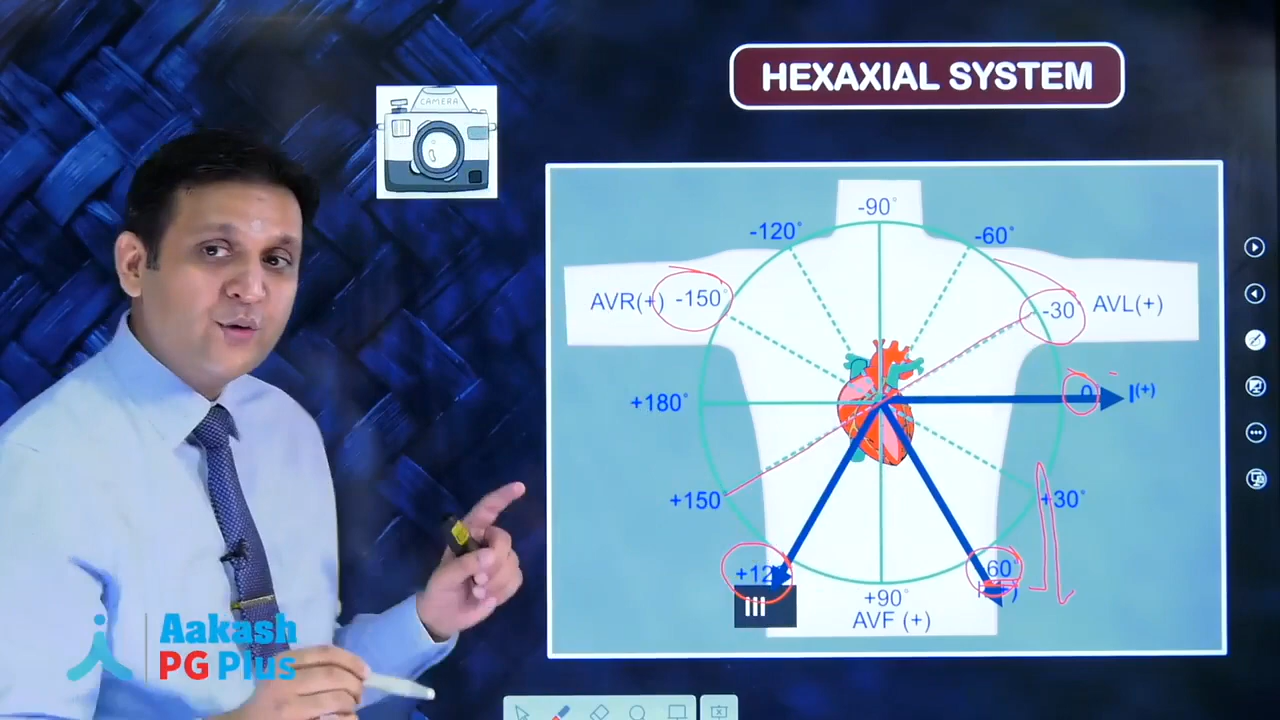 HEXAXIAL SYSTEM
CAMERA
-90°
-120°
-60°
AVR(+) -150°
-30 AVL(+)
+180°
0 I(+)
+150
+30°
+12
60°
III
+90°
AVF (+)
Aakash
PG Plus